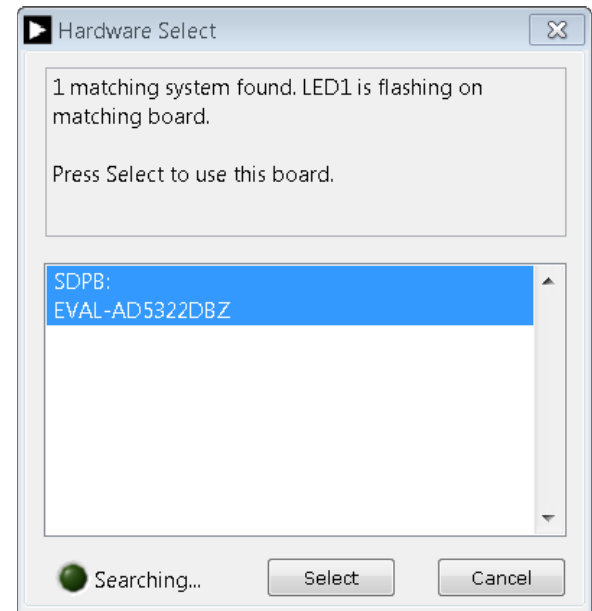 Hardware Select
1 matching system found. LED1 is flashing on
matching board.
Press Select to use this board.
SDPB:
EVAL-AD5322DBZ
Searching...
Select
Cancel